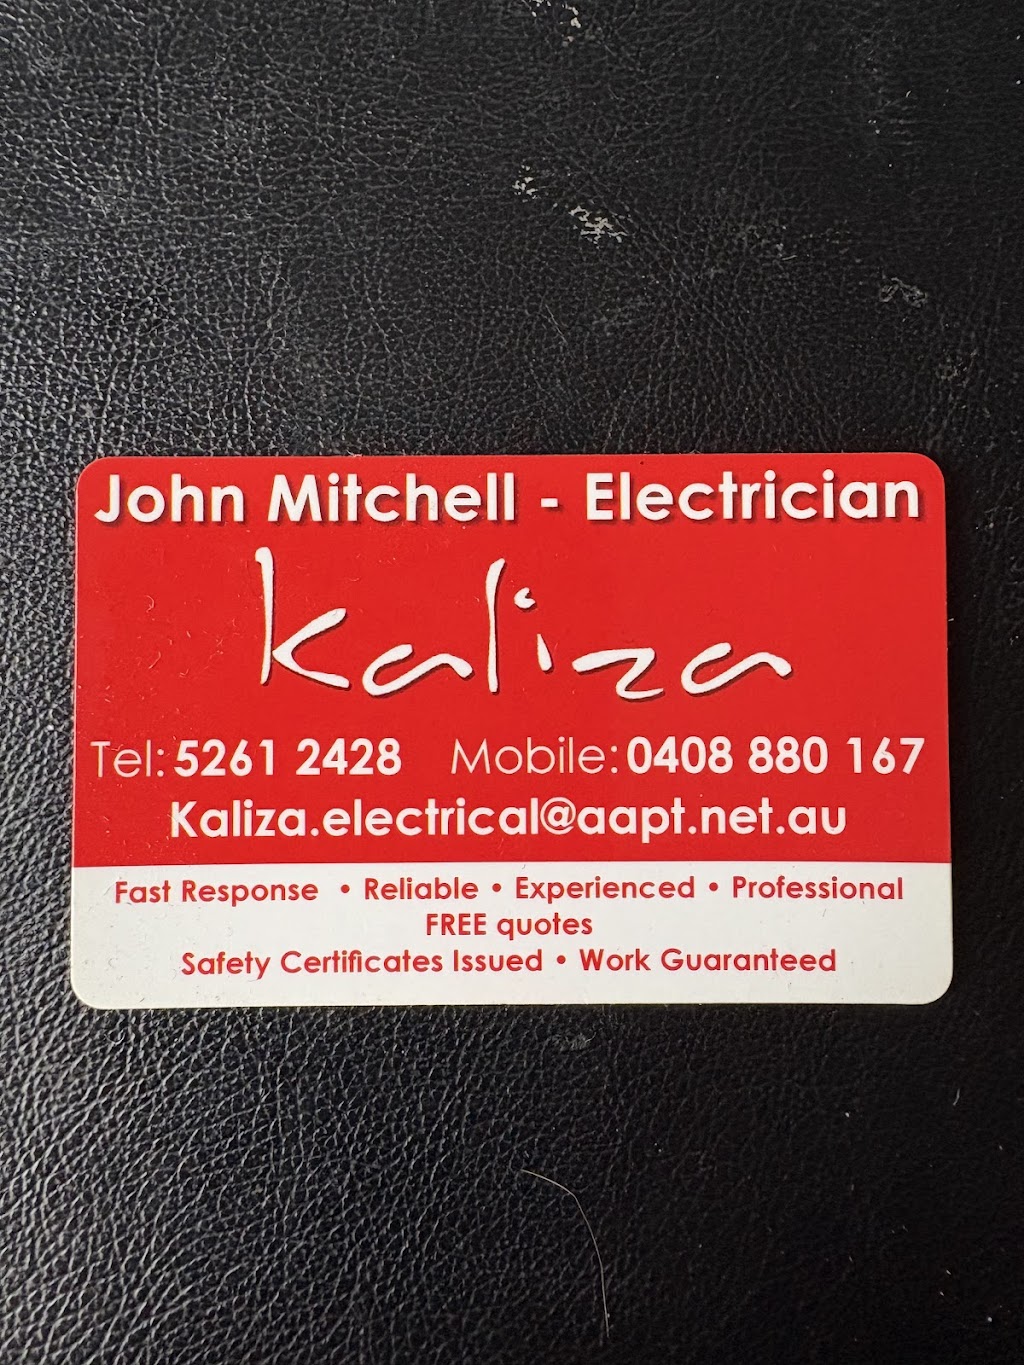 John Mitchell - Electrician
kaliza
Tel: 5261 2428 Mobile: 0408 880 167
Kaliza.electrical@aapt.net.au
Fast Response • Reliable • Experienced • Professional
FREE quotes
Safety Certificates Issued • Work Guaranteed